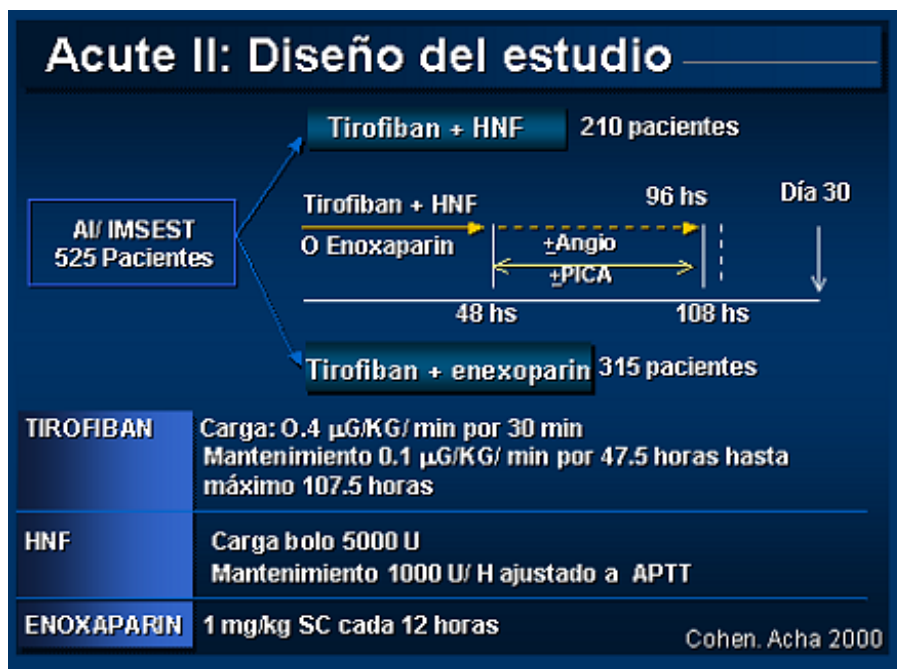 Acute II: Diseño del estudio
Tirofiban + HNF
210 pacientes
Tirofiban + HNF
96 hs
Día 30
AI/ IMSEST
525 Pacientes
O Enoxaparin
±Angio
±PICA
48 hs
108 hs
Tirofiban + enexoparin
315 pacientes
TIROFIBAN
Carga: O.4 μG/KG/ min por 30 min
Mantenimiento 0.1 μG/KG/ min por 47.5 horas hasta
máximo 107.5 horas
HNF
Carga bolo 5000 U
Mantenimiento 1000 U/ H ajustado a APTT
ENOXAPARIN
1 mg/kg SC cada 12 horas
Cohen. Acha 2000